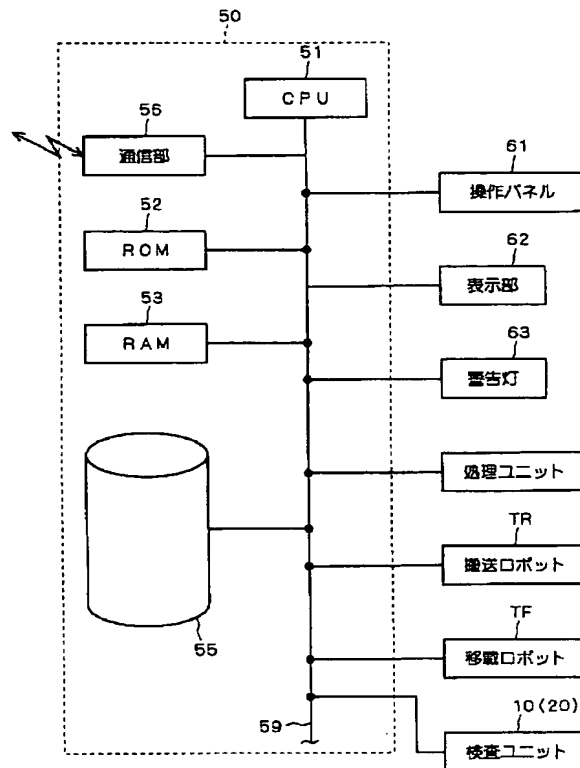 50
51
CPU
56
通信部
61
操作パネル
52
ROM
62
表示部
53
RAM
63
警告灯
処理ユニット
TR
搬送ロボット
55
TF
移載ロボット
59
10(20)
検査ユニット